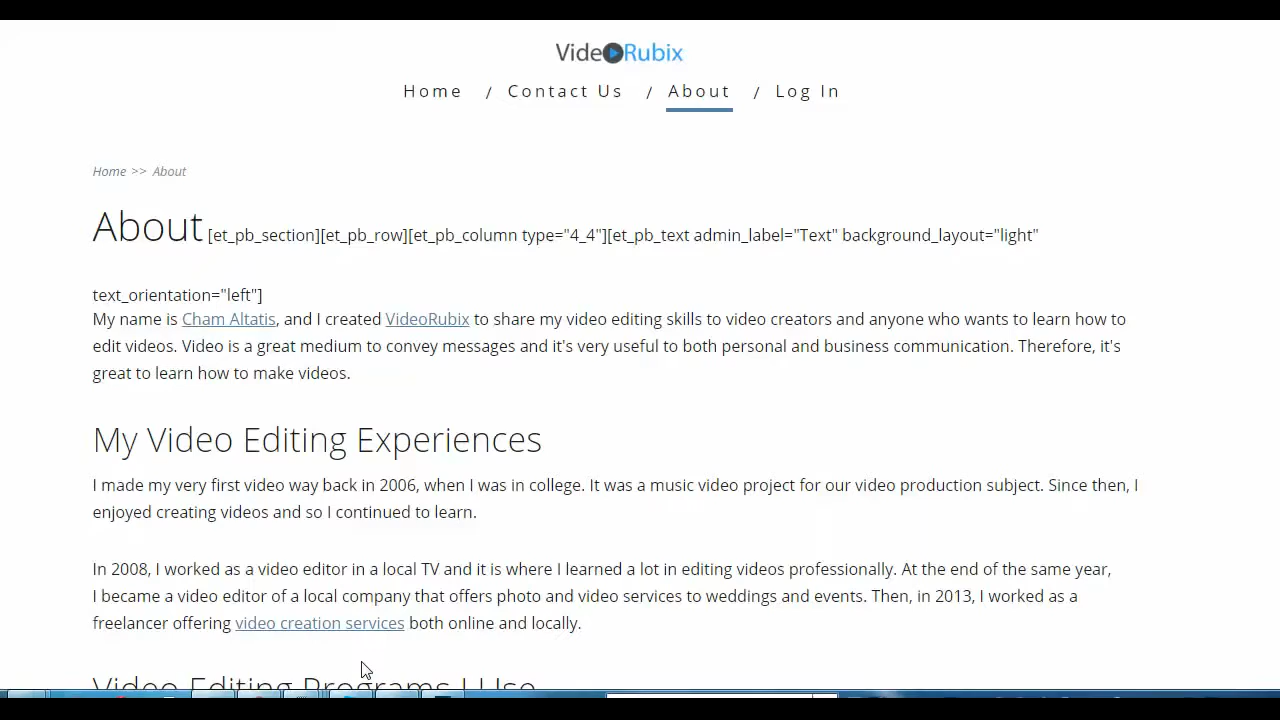 VideoRubix
Home / Contact Us / About / Log In
Home >> About
About [et_pb_section][et_pb_row][et_pb_column type="4_4"][et_pb_text admin_label="Text" background_layout="light"
text_orientation="left"]
My name is Cham Altatis, and I created VideoRubix to share my video editing skills to video creators and anyone who wants to learn how to
edit videos. Video is a great medium to convey messages and it's very useful to both personal and business communication. Therefore, it's
great to learn how to make videos.
My Video Editing Experiences
I made my very first video way back in 2006, when I was in college. It was a music video project for our video production subject. Since then, I
enjoyed creating videos and so I continued to learn.
In 2008, I worked as a video editor in a local TV and it is where I learned a lot in editing videos professionally. At the end of the same year,
I became a video editor of a local company that offers photo and video services to weddings and events. Then, in 2013, I worked as a
freelancer offering video creation services both online and locally.
Video Editing Programs I Use